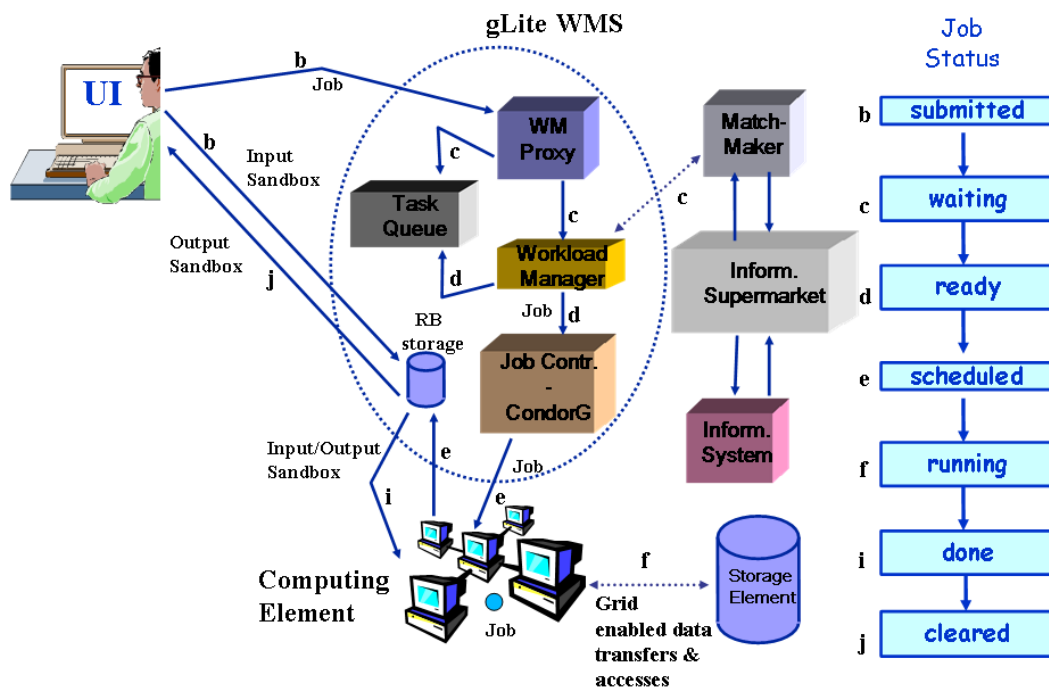 gLite WMS
Job
Status
UI
b
Job
b
Input
Sandbox
Output
Sandbox
j
WM
Proxy
c
Task
Queue
c
Workload
Manager
d
Job
d
RB
storage
Job Contr.
-
CondorG
Match-
Maker
c
Inform.
Supermarket
Inform.
System
Input/Output
Sandbox
i
e
Job
e
Computing
Element
Job
f
Grid
enabled data
transfers &
accesses
Storage
Element
b submitted
c waiting
d ready
e scheduled
f running
i done
j cleared